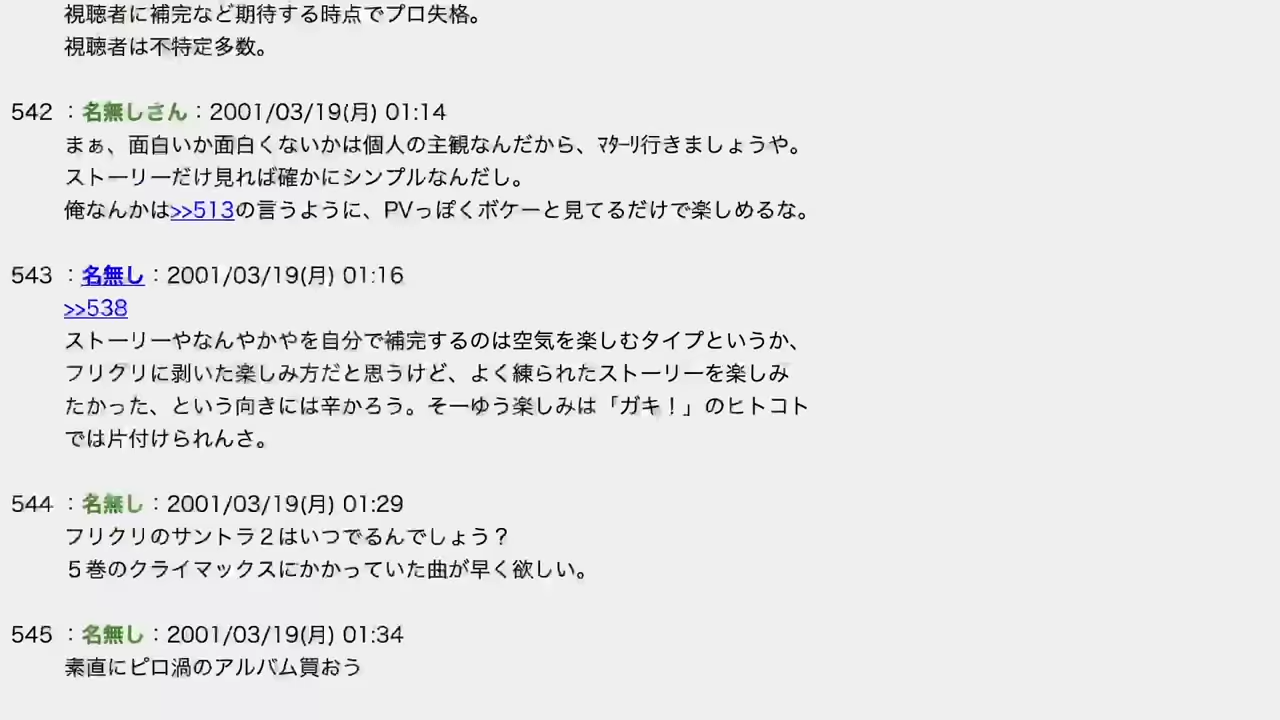 視聴者に補完など期待する時点でプロ失格。
視聴者は不特定多数。
542 ：名無しさん：2001/03/19(月) 01:14
まぁ、面白いか面白くないかは個人の主観なんだから、ﾏﾀｰﾘ行きましょうや。
ストーリーだけ見れば確かにシンプルなんだし。
俺なんかは>>513の言うように、PVっぽくボケーと見てるだけで楽しめるな。
543 ：名無し：2001/03/19(月) 01:16
>>538
ストーリーやなんやかやを自分で補完するのは空気を楽しむタイプというか、
フリクリに剥いた楽しみ方だと思うけど、よく練られたストーリーを楽しみ
たかった、という向きには辛かろう。そーゆう楽しみは「ガキ！」のヒトコト
では片付けられんさ。
544 ：名無し：2001/03/19(月) 01:29
フリクリのサントラ２はいつでるんでしょう？
５巻のクライマックスにかかっていた曲が早く欲しい。
545 ：名無し：2001/03/19(月) 01:34
素直にピロ渦のアルバム買おう